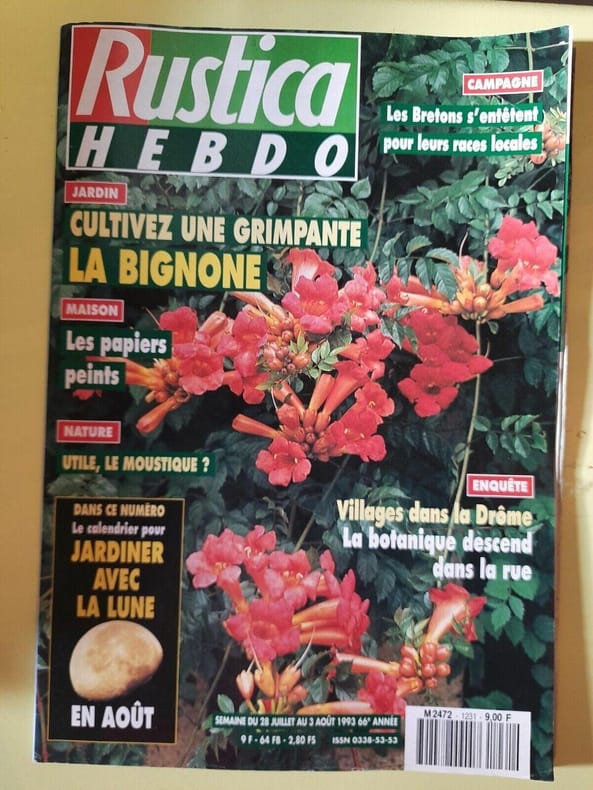 Rustica
HEBDO
CAMPAGNE
Les Bretons s'entêtent
pour leurs races locales
JARDIN
CULTIVEZ UNE GRIMPANTE
LA BIGNONE
MAISON
Les papiers
peints
NATURE
UTILE, LE MOUSTIQUE ?
DANS CE NUMÉRO
Le calendrier pour
JARDINER
AVEC
LA LUNE
EN AOÛT
ENQUÊTE
Villages dans la Drôme
La botanique descend
dans la rue
SEMAINE DU 28 JUILLET AU 3 AOÛT 1993 66e ANNÉE
9 F - 64 FB - 2,80 FS ISSN 0338-53-53
M 2472 - 1231 - 9,00 F